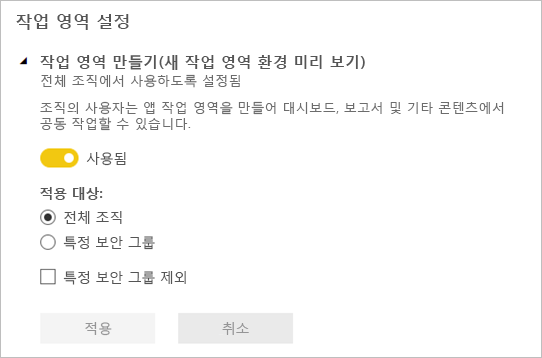 작업 영역 설정
작업 영역 만들기(새 작업 영역 환경 미리 보기)
전체 조직에서 사용하도록 설정됨
조직의 사용자는 앱 작업 영역을 만들어 대시보드, 보고서 및 기타 콘텐츠에서
공동 작업할 수 있습니다.
사용됨
적용 대상:
전체 조직
특정 보안 그룹
특정 보안 그룹 제외
적용 취소